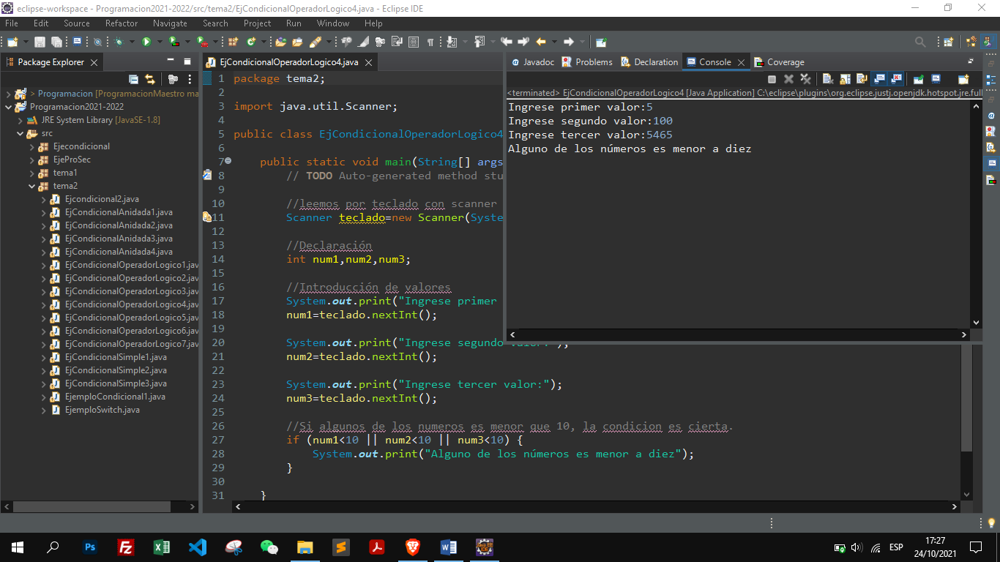 eclipse-workspace - Programacion2021-2022/src/tema2/EjCondicionalOperadorLogico4.java - Eclipse IDE
File Edit Source Refactor Navigate Search Project Run Window Help
Package Explorer
> Programacion [ProgramacionMaestro ma
Programacion2021-2022
JRE System Library [JavaSE-1.8]
src
Ejecondicional
EjeProSec
tema1
tema2
Ejcondicional2.java
EjCondicionalAnidada1.java
EjCondicionalAnidada2.java
EjCondicionalAnidada3.java
EjCondicionalAnidada4.java
EjCondicionalOperadorLogico1.jav
EjCondicionalOperadorLogico2.jav
EjCondicionalOperadorLogico3.jav
EjCondicionalOperadorLogico4.jav
EjCondicionalOperadorLogico5.jav
EjCondicionalOperadorLogico6.jav
EjCondicionalOperadorLogico7.jav
EjCondicionalSimple1.java
EjCondicionalSimple2.java
EjCondicionalSimple3.java
EjemploCondicional1.java
EjemploSwitch.java
EjCondicionalOperadorLogico4.java
1 package tema2;
2
3 import java.util.Scanner;
4
5 public class EjCondicionalOperadorLogico4
6
7 public static void main(String[] args
8 // TODO Auto-generated method stu
9
10 //leemos por teclado con scanner
11 Scanner teclado=new Scanner(Syste
12
13 //Declaración
14 int num1,num2,num3;
15
16 //Introducción de valores
17 System.out.print("Ingrese primer
18 num1=teclado.nextInt();
19
20 System.out.print("Ingrese segundo valor:");
21 num2=teclado.nextInt();
22
23 System.out.print("Ingrese tercer valor:");
24 num3=teclado.nextInt();
25
26 //Si algunos de los numeros es menor que 10, la condicion es cierta.
27 if (num1<10 || num2<10 || num3<10) {
28 System.out.print("Alguno de los números es menor a diez");
29 }
30
31 }
Javadoc Problems Declaration Console Coverage
<terminated> EjCondicionalOperadorLogico4 [Java Application] C:\eclipse\plugins\org.eclipse.justj.openjdk.hotspot.jre.full
Ingrese primer valor:5
Ingrese segundo valor:100
Ingrese tercer valor:5465
Alguno de los números es menor a diez
ESP
17:27
24/10/2021